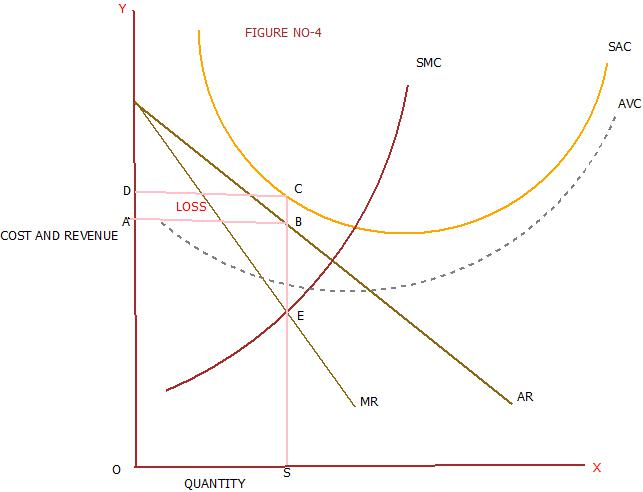 Y
FIGURE NO-4
SAC
SMC
AVC
D
C
LOSS
A
B
COST AND REVENUE
E
MR
AR
O
S
X
QUANTITY